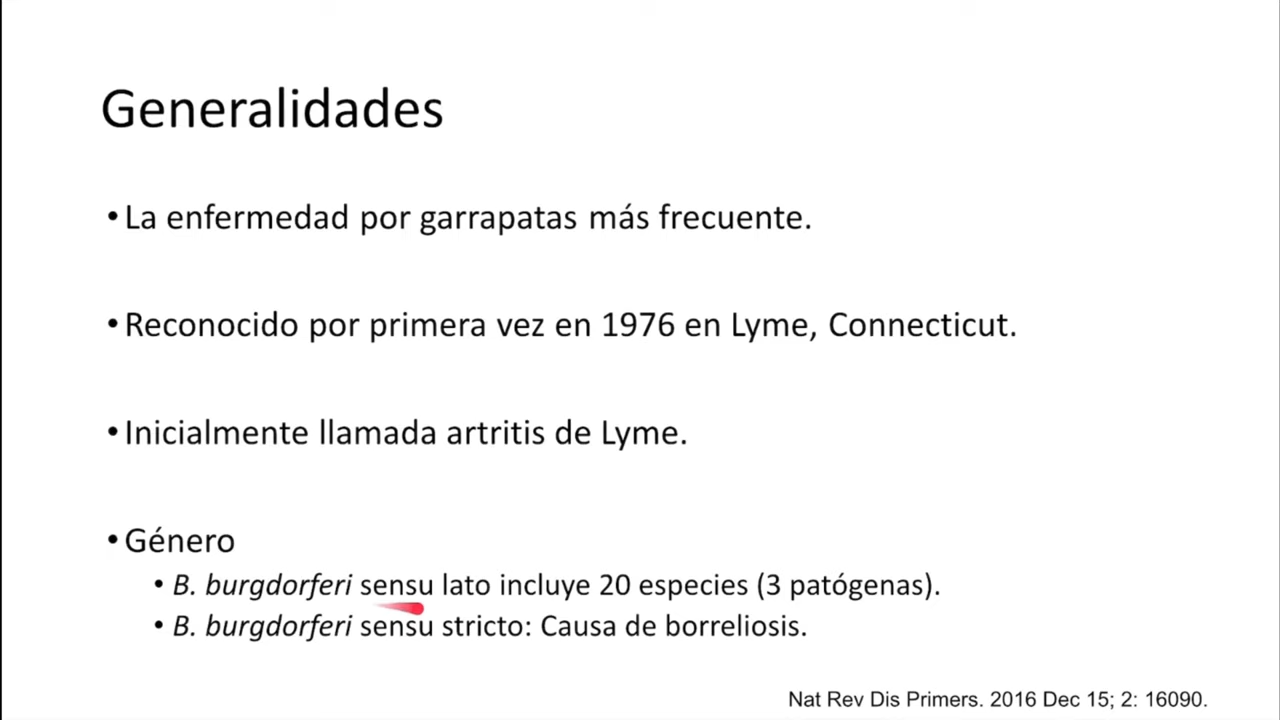 Generalidades
• La enfermedad por garrapatas más frecuente.
• Reconocido por primera vez en 1976 en Lyme, Connecticut.
• Inicialmente llamada artritis de Lyme.
• Género
• B. burgdorferi sensu lato incluye 20 especies (3 patógenas).
• B. burgdorferi sensu stricto: Causa de borreliosis.
Nat Rev Dis Primers. 2016 Dec 15; 2: 16090.